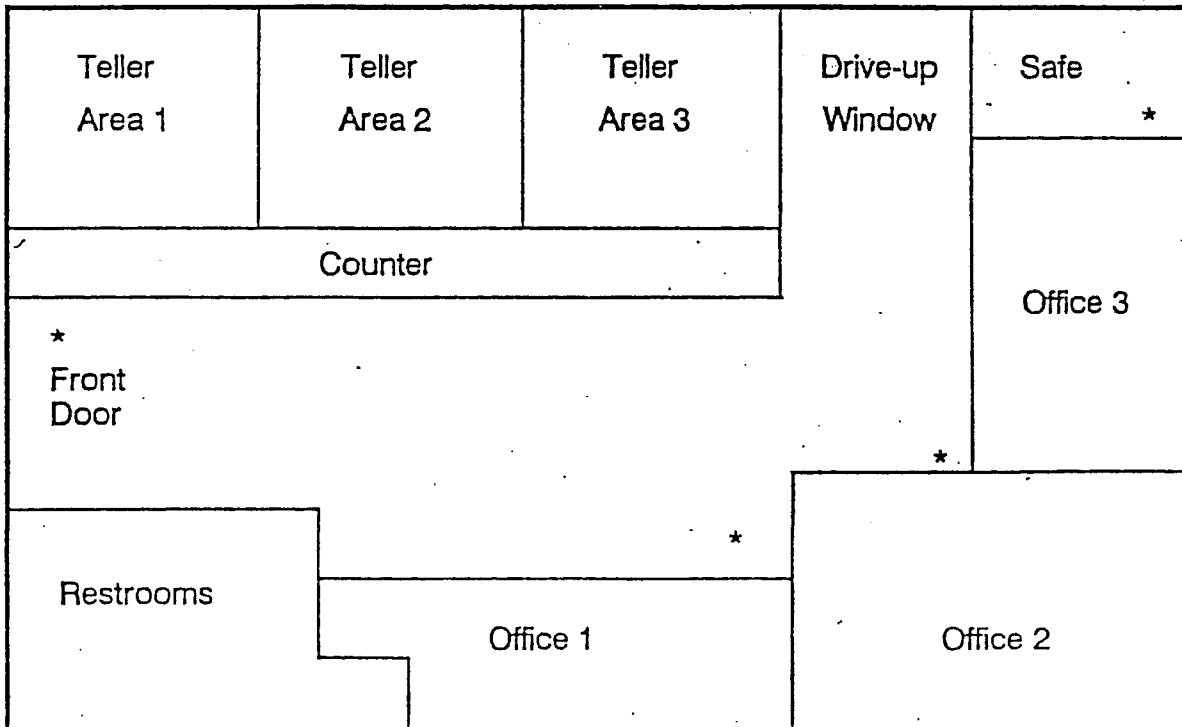 Teller
Area 1
Teller
Area 2
Teller
Area 3
Drive-up
Window
Safe
*
Counter
Office 3
*
Front
Door
*
*
Restrooms
Office 1
Office 2